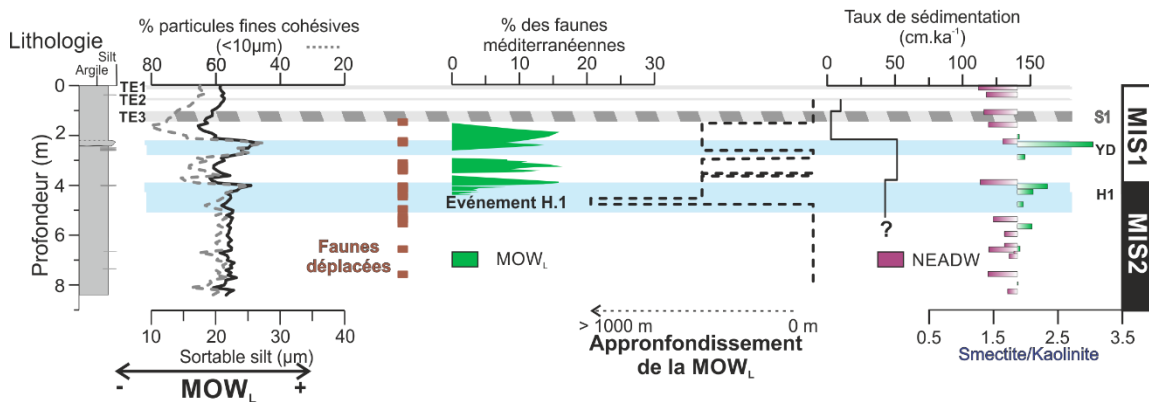 Lithologie
Argile
Silt
% particules fines cohésives
(<10µm)
80 60 40 20
% des faunes
méditerranéennes
0 10 20 30
Taux de sédimentation
(cm.ka-1)
0 50 100 150
Profondeur (m)
0
2
4
6
8
TE1
TE2
TE3
S1
YD
H1
MIS1
MIS2
Evénement H.1
Faunes
déplacées
MOWL
NEADW
?
10 20 30 40
Sortable silt (µm)
- +
MOWL
> 1000 m 0 m
Appronfondissement
de la MOWL
0.5 1.5 2.5 3.5
Smectite/Kaolinite